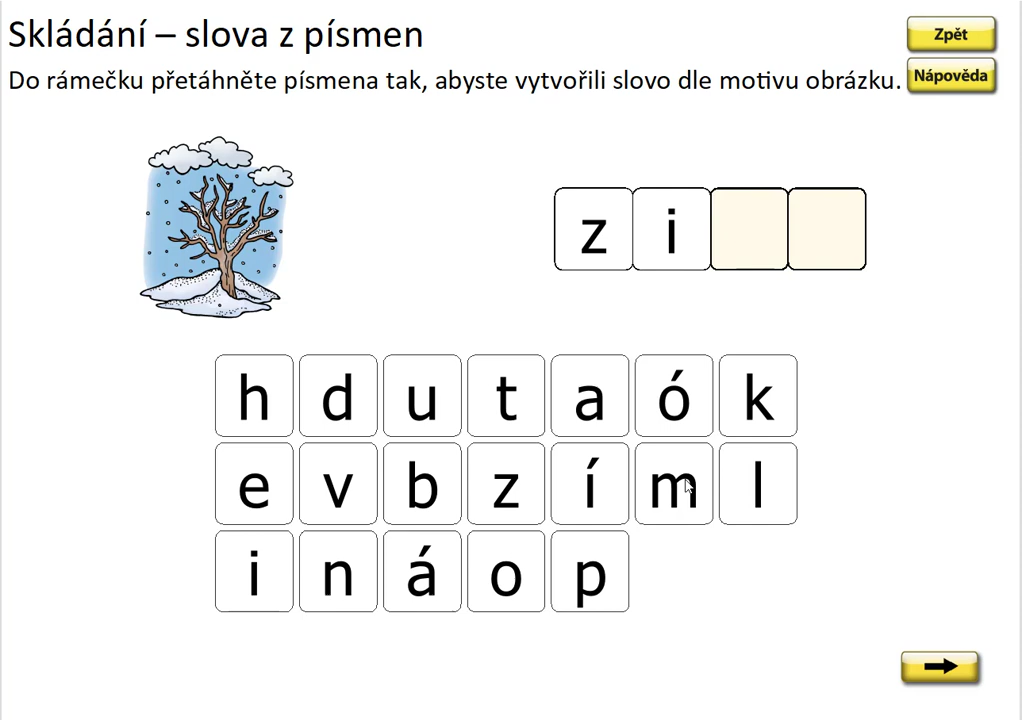 Skládání – slova z písmen
Zpět
Do rámečku přetáhněte písmena tak, abyste vytvořili slovo dle motivu obrázku.
Nápověda
z i
h d u t a ó k
e v b z í m l
i n á o p